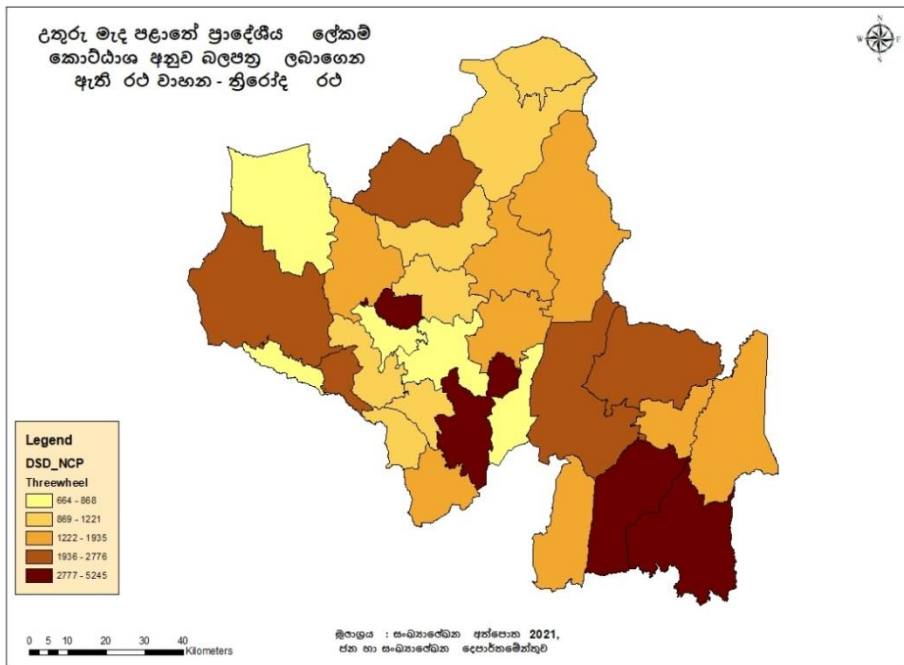 උතුරු මැද පළාතේ ප්‍රාදේශීය ලේකම්
කොට්ඨාශ අනුව බලපත්‍ර ලබාගෙන
ඇති රථ වාහන - ත්‍රිරෝද රථ
N
W
E
S
Legend
DSD_NCP
Threewheel
664 - 868
869 - 1221
1222 - 1935
1936 - 2776
2777 - 5245
0 5 10 20 30 40
Kilometers
මූලාශ්‍රය : සංඛ්‍යාලේඛන අත්පොත 2021,
ජන හා සංඛ්‍යාලේඛන දෙපාර්තමේන්තුව